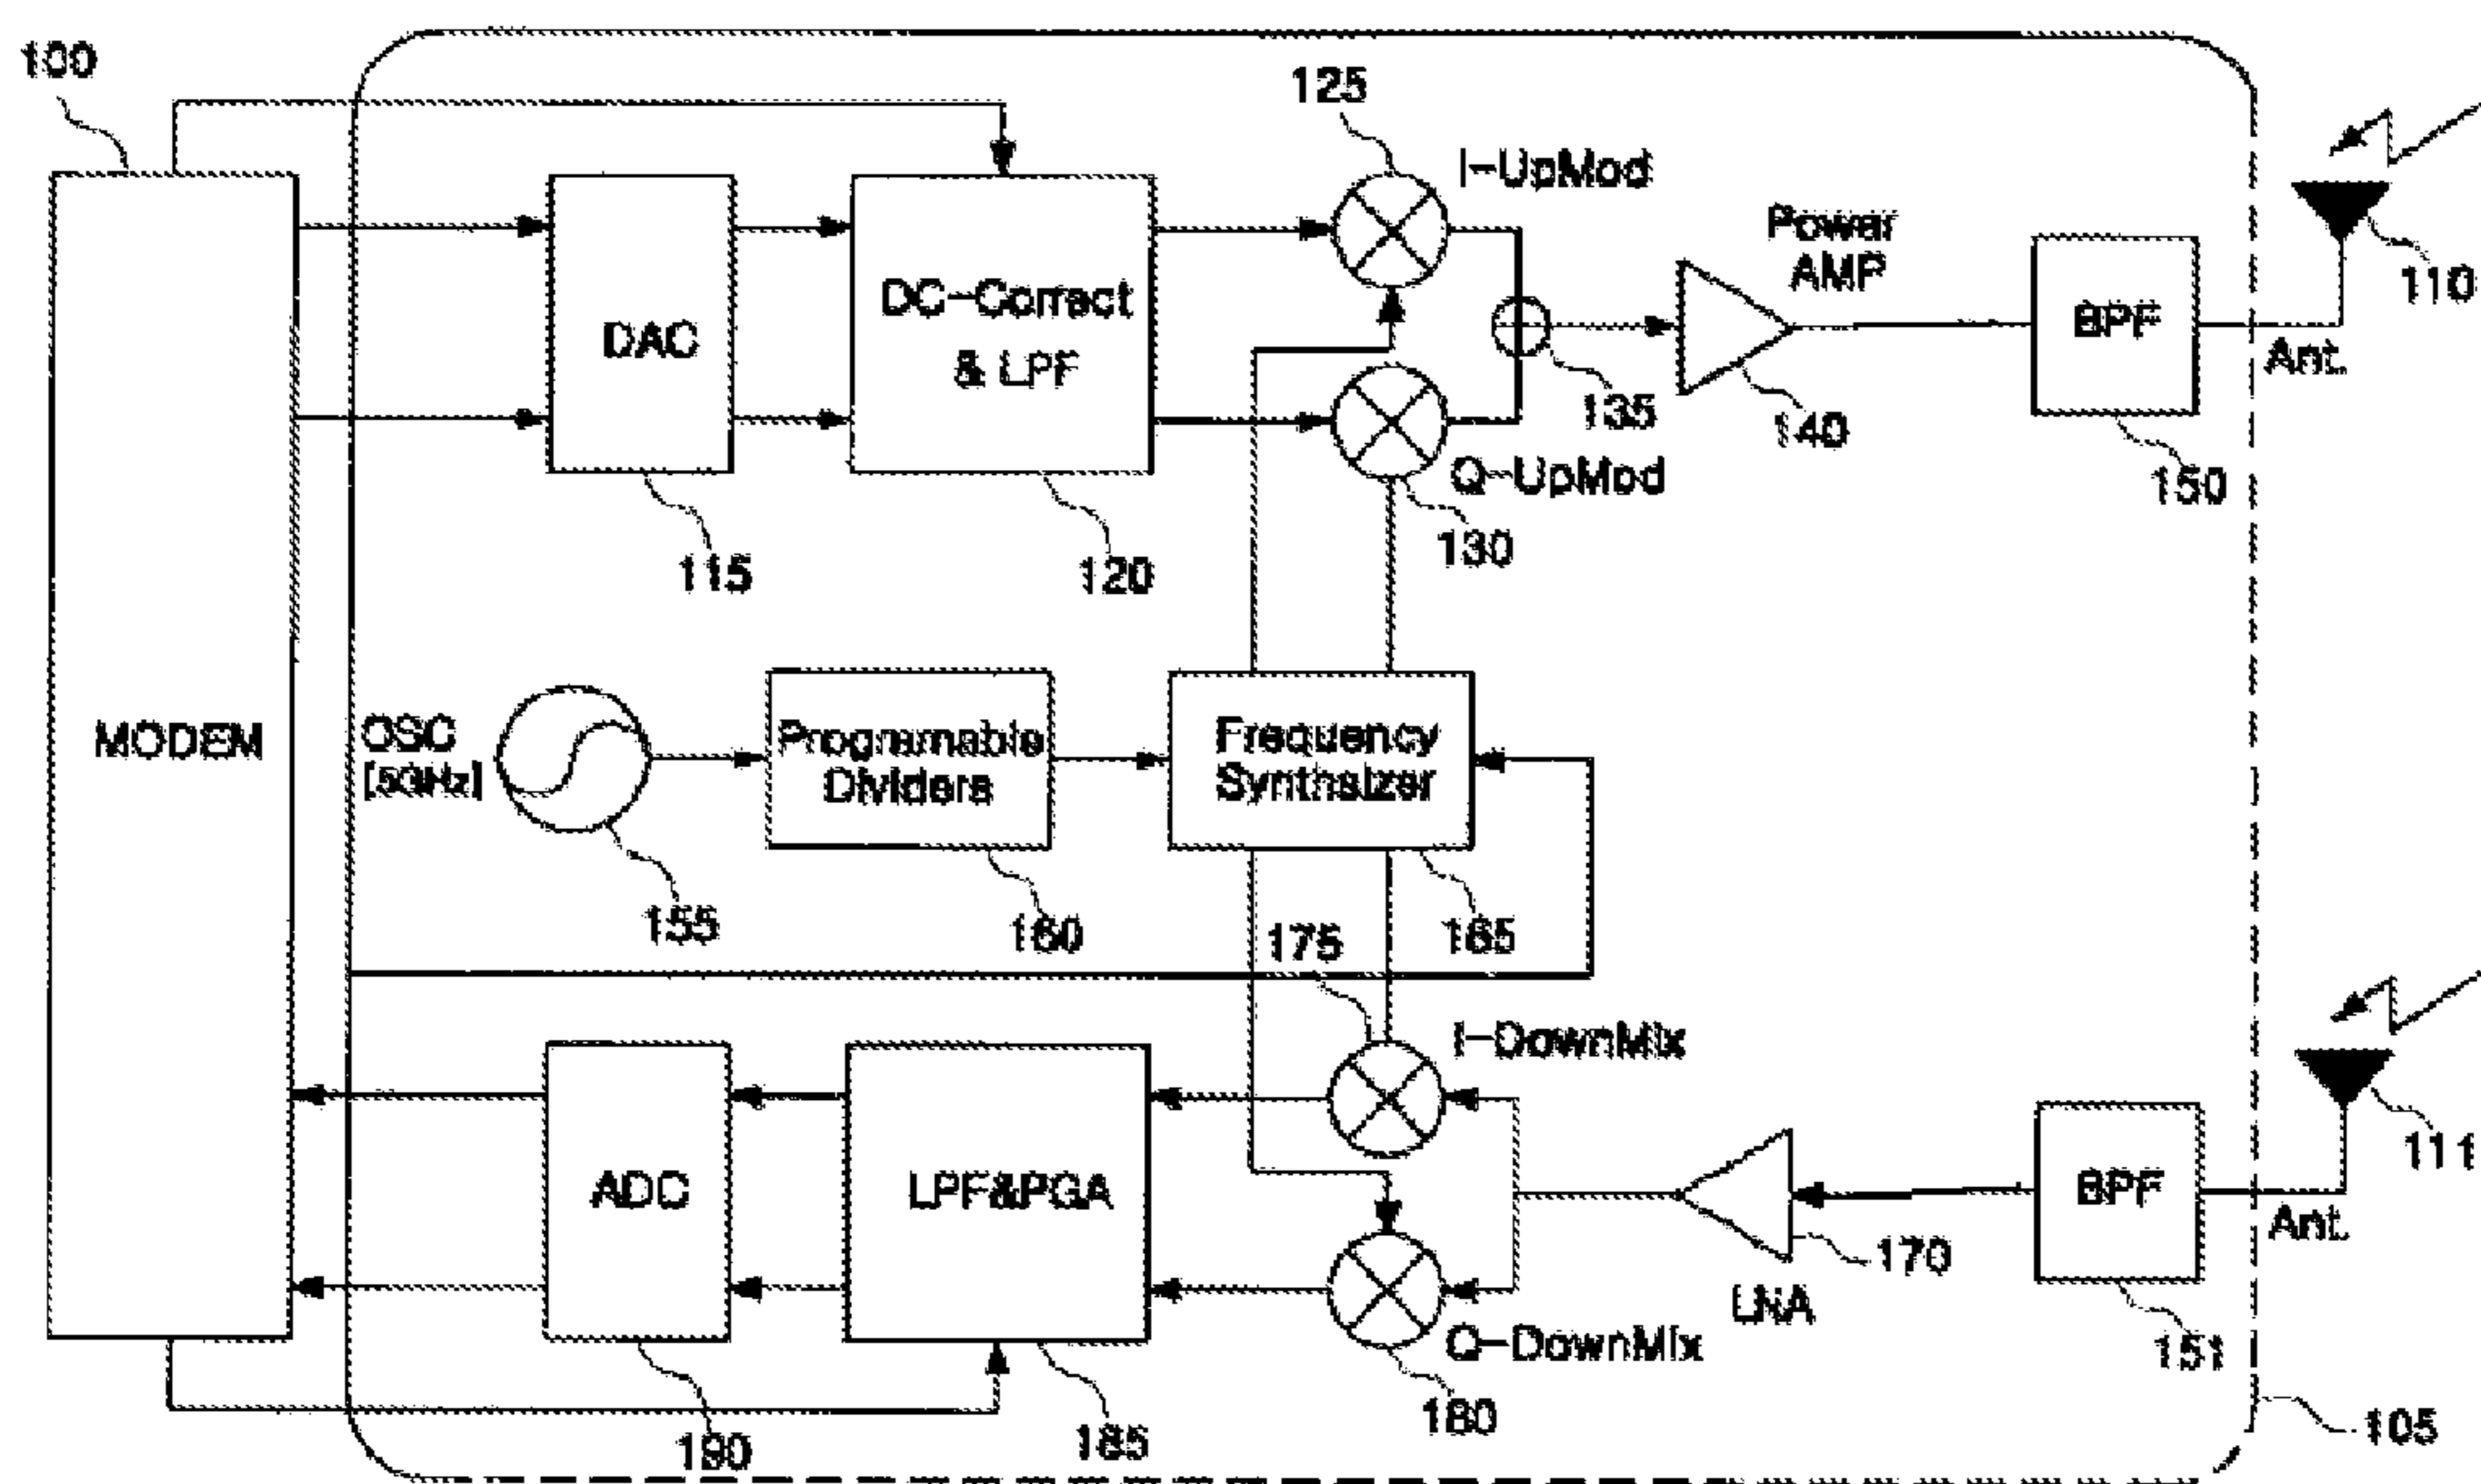 100
125
I-UpMod
Power
AMP
110
DAC
DC-Correct
& LPF
BPF
Ant.
135
140
Q-UpMod
150
130
115
120
MODEM
OSC
[5GHz]
Programable
Dividers
Frequency
Synthsizer
155
160
175
165
I-DownMix
ADC
LPF&PGA
BPF
111
Ant.
170
LNA
Q-DownMix
151
180
105
190
185